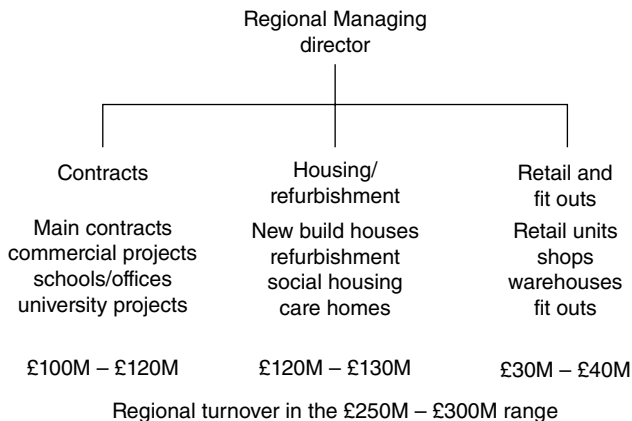 Regional Managing
director
Contracts
Main contracts
commercial projects
schools/offices
university projects
£100M – £120M
Housing/
refurbishment
New build houses
refurbishment
social housing
care homes
£120M – £130M
Retail and
fit outs
Retail units
shops
warehouses
fit outs
£30M – £40M
Regional turnover in the £250M – £300M range